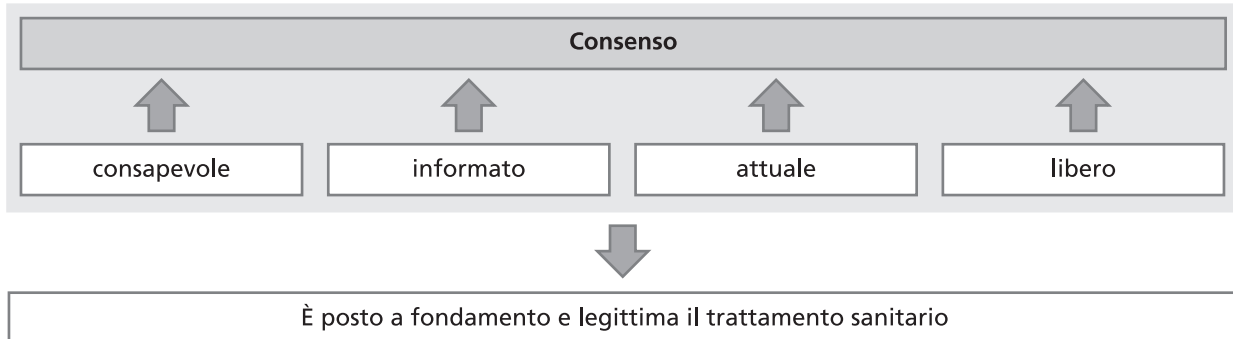 Consenso
consapevole
informato
attuale
libero
È posto a fondamento e legittima il trattamento sanitario